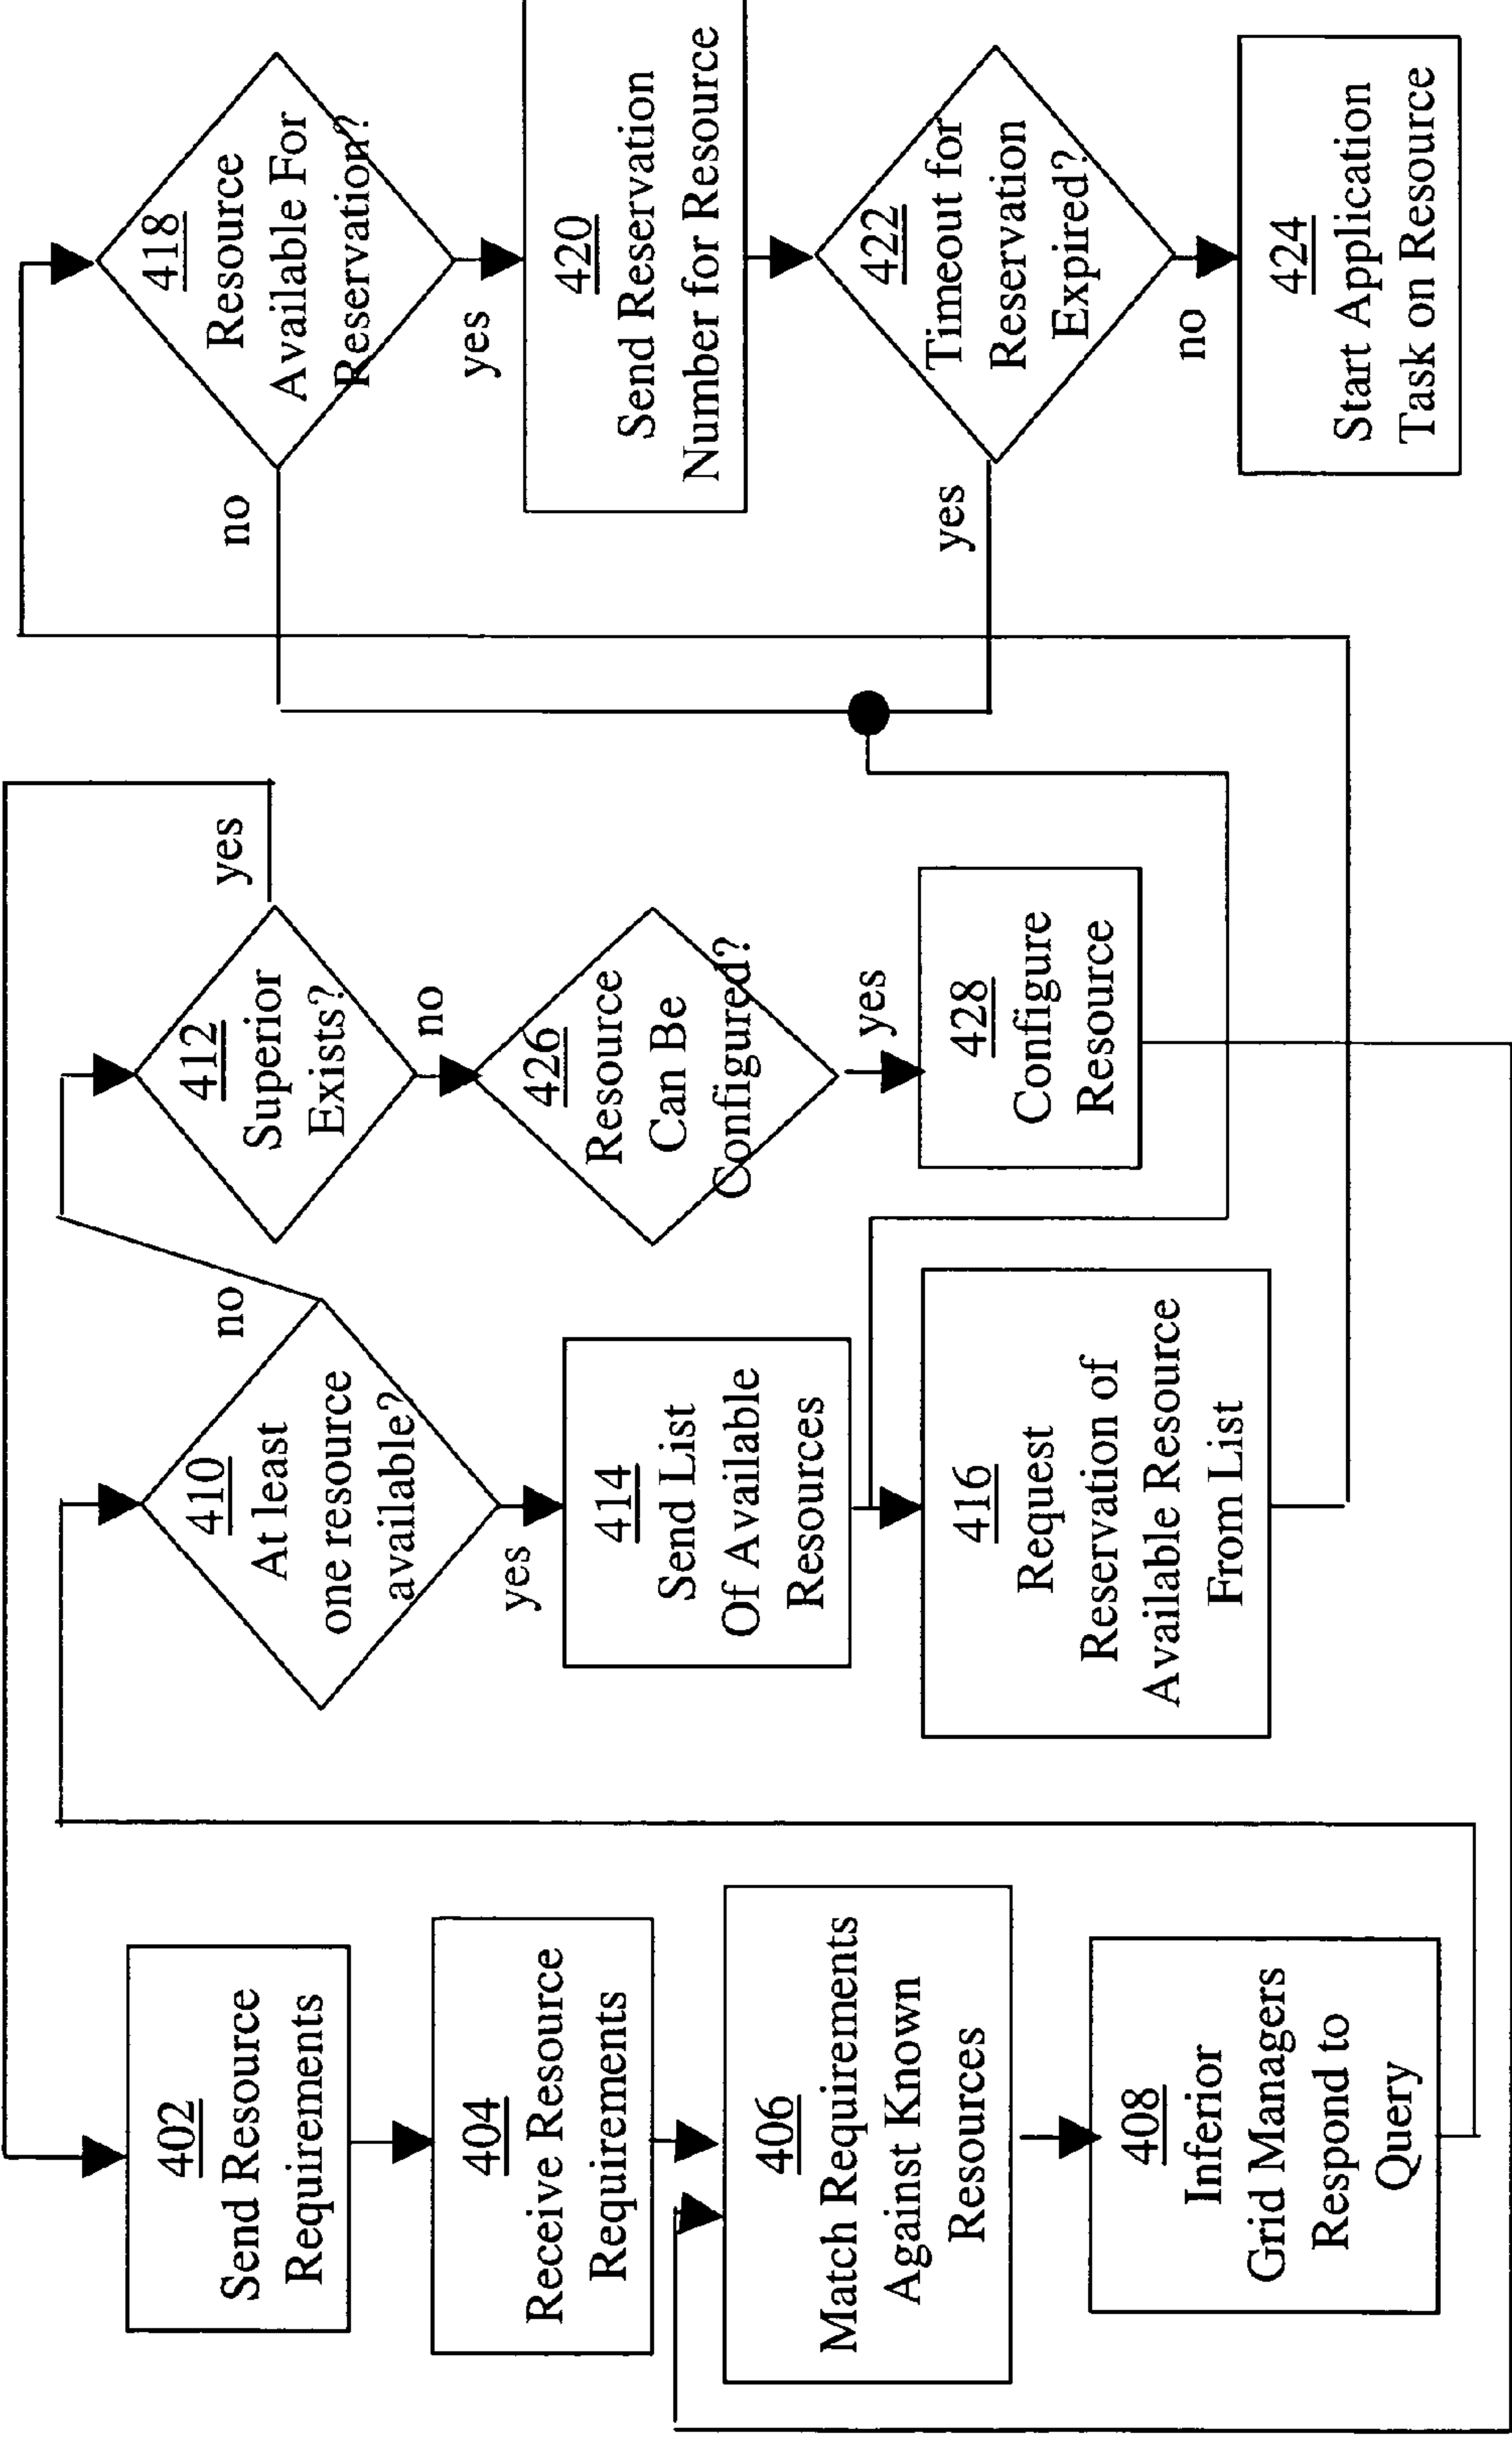 402
Send Resource
Requirements
404
Receive Resource
Requirements
406
Match Requirements
Against Known
Resources
408
Inferior
Grid Managers
Respond to
Query
410
At least
one resource
available?
no
yes
414
Send List
Of Available
Resources
416
Request
Reservation of
Available Resource
From List
412
Superior
Exists?
yes
no
426
Resource
Can Be
Configured?
yes
428
Configure
Resource
418
Resource
Available For
Reservation?
no
yes
420
Send Reservation
Number for Resource
422
Timeout for
Reservation
Expired?
yes
no
424
Start Application
Task on Resource